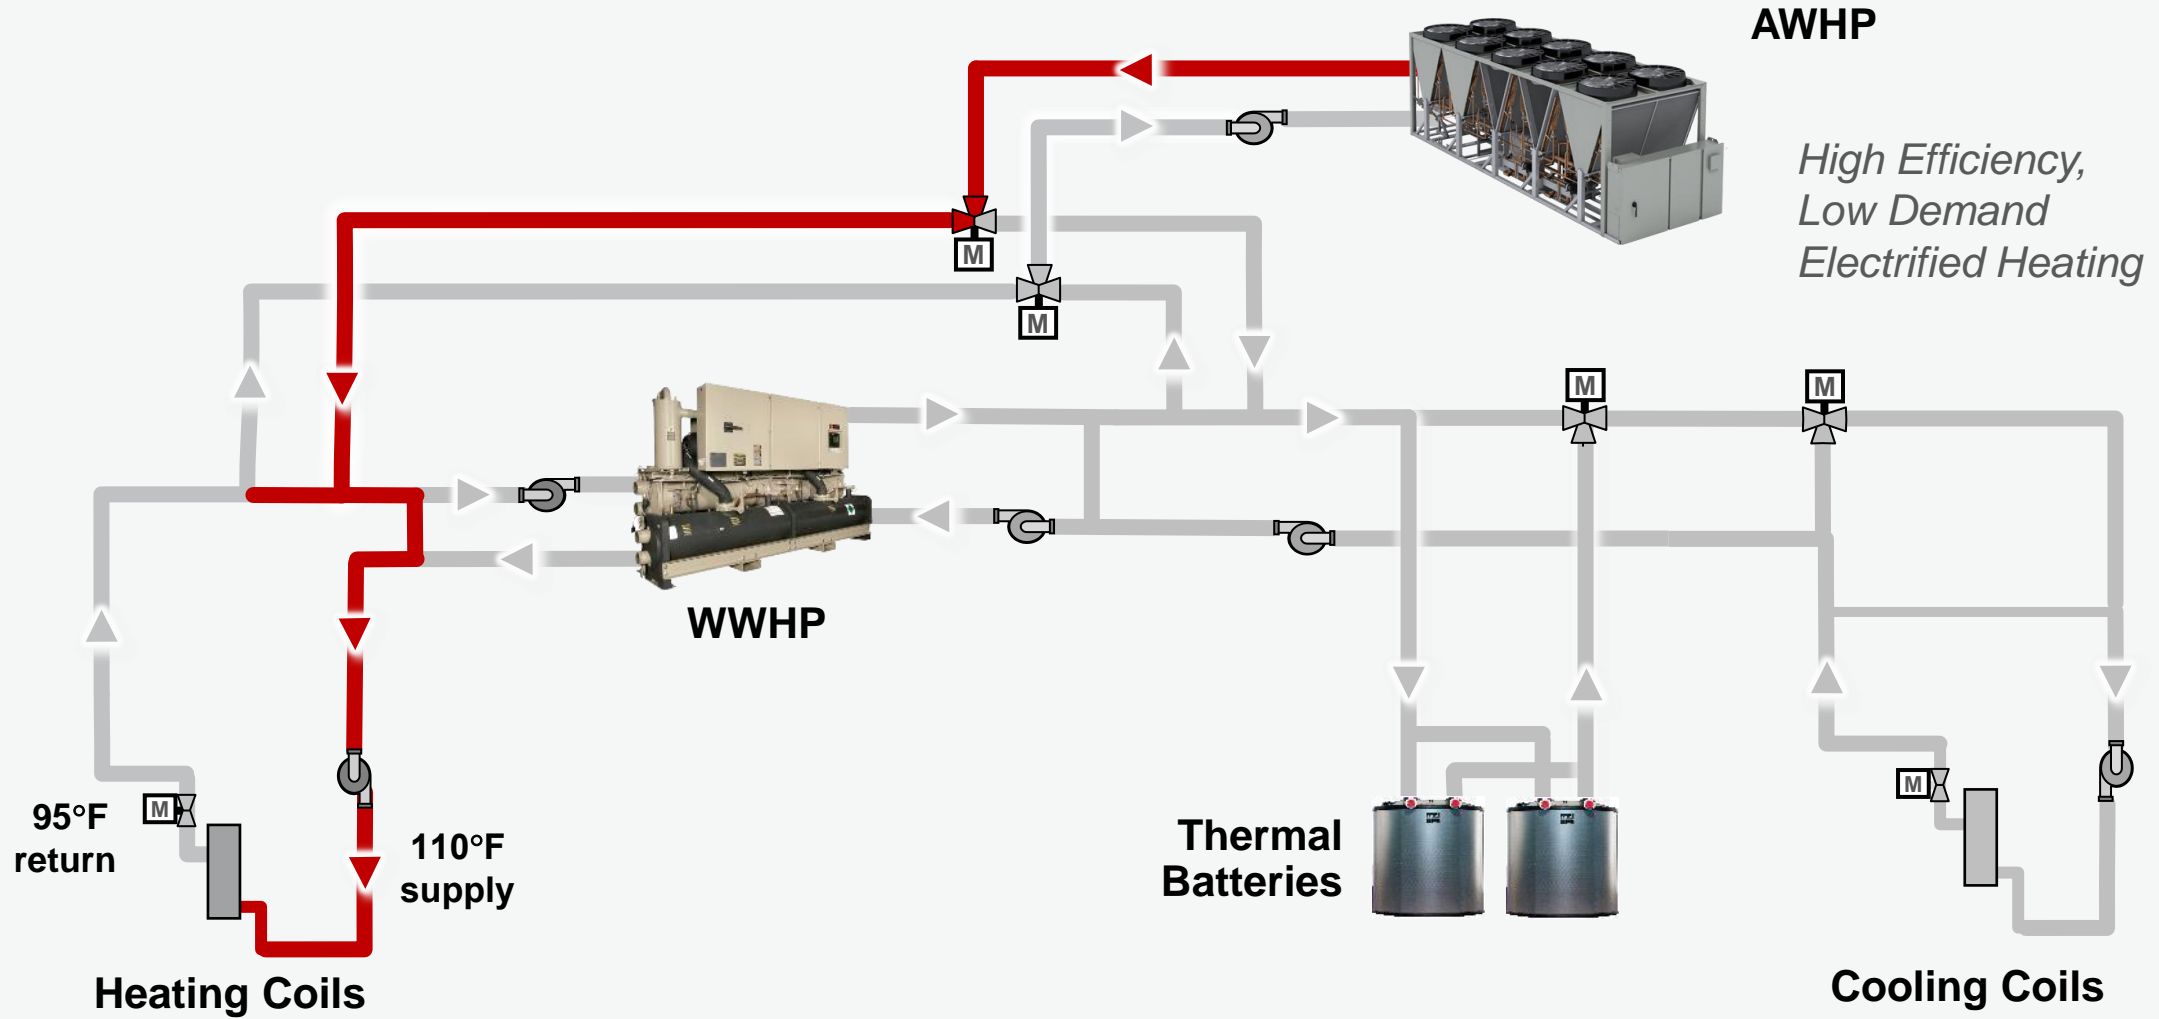 AWHP
High Efficiency,
Low Demand
Electrified Heating
M
M
M
M
WWHP
M
95°F
return
110°F
supply
Thermal
Batteries
M
Heating Coils
Cooling Coils